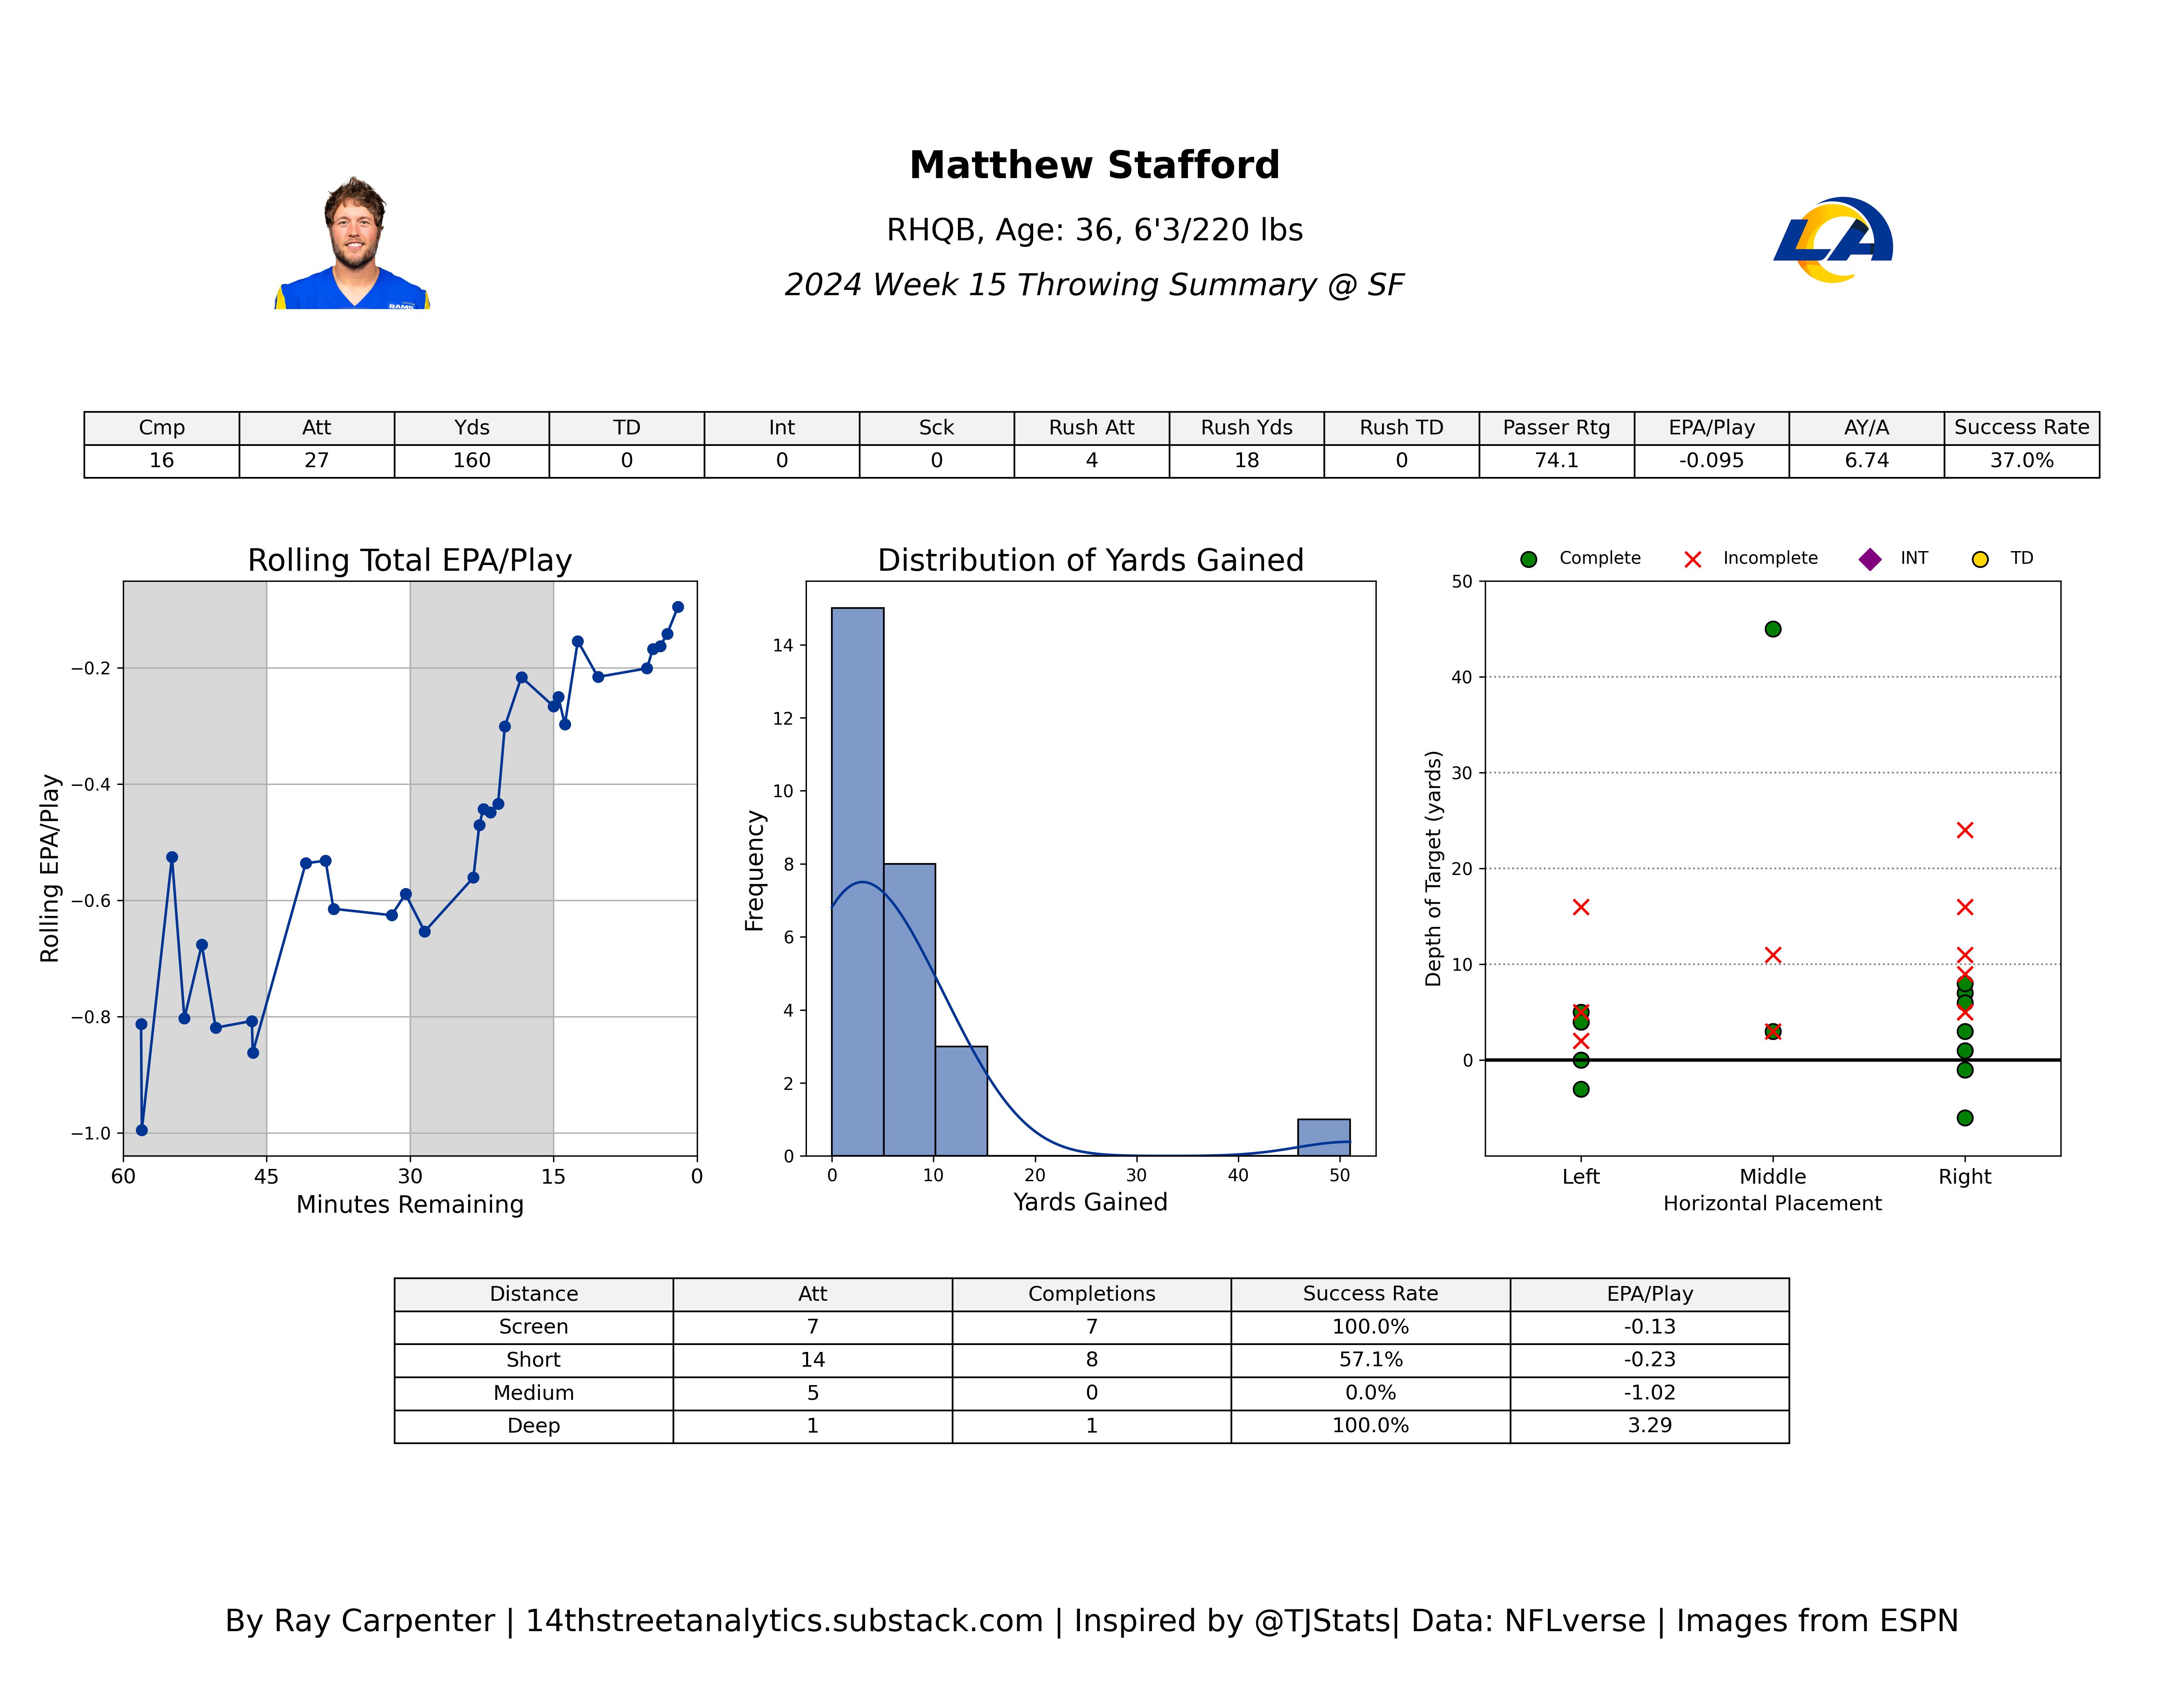 Matthew Stafford
RHQB, Age: 36, 6'3/220 lbs
2024 Week 15 Throwing Summary @ SF
RAMS
LA
Cmp Att Yds TD Int Sck Rush Att Rush Yds Rush TD Passer Rtg EPA/Play AY/A Success Rate
16 27 160 0 0 0 4 18 0 74.1 -0.095 6.74 37.0%
Rolling Total EPA/Play
−0.2
−0.4
−0.6
−0.8
−1.0
60 45 30 15 0
Minutes Remaining
Rolling EPA/Play
Distribution of Yards Gained
14
12
10
8
6
4
2
0
0 10 20 30 40 50
Yards Gained
Frequency
Complete Incomplete INT TD
50
40
30
20
10
0
Left Middle Right
Horizontal Placement
Depth of Target (yards)
Distance Att Completions Success Rate EPA/Play
Screen 7 7 100.0% -0.13
Short 14 8 57.1% -0.23
Medium 5 0 0.0% -1.02
Deep 1 1 100.0% 3.29
By Ray Carpenter | 14thstreetanalytics.substack.com | Inspired by @TJStats| Data: NFLverse | Images from ESPN